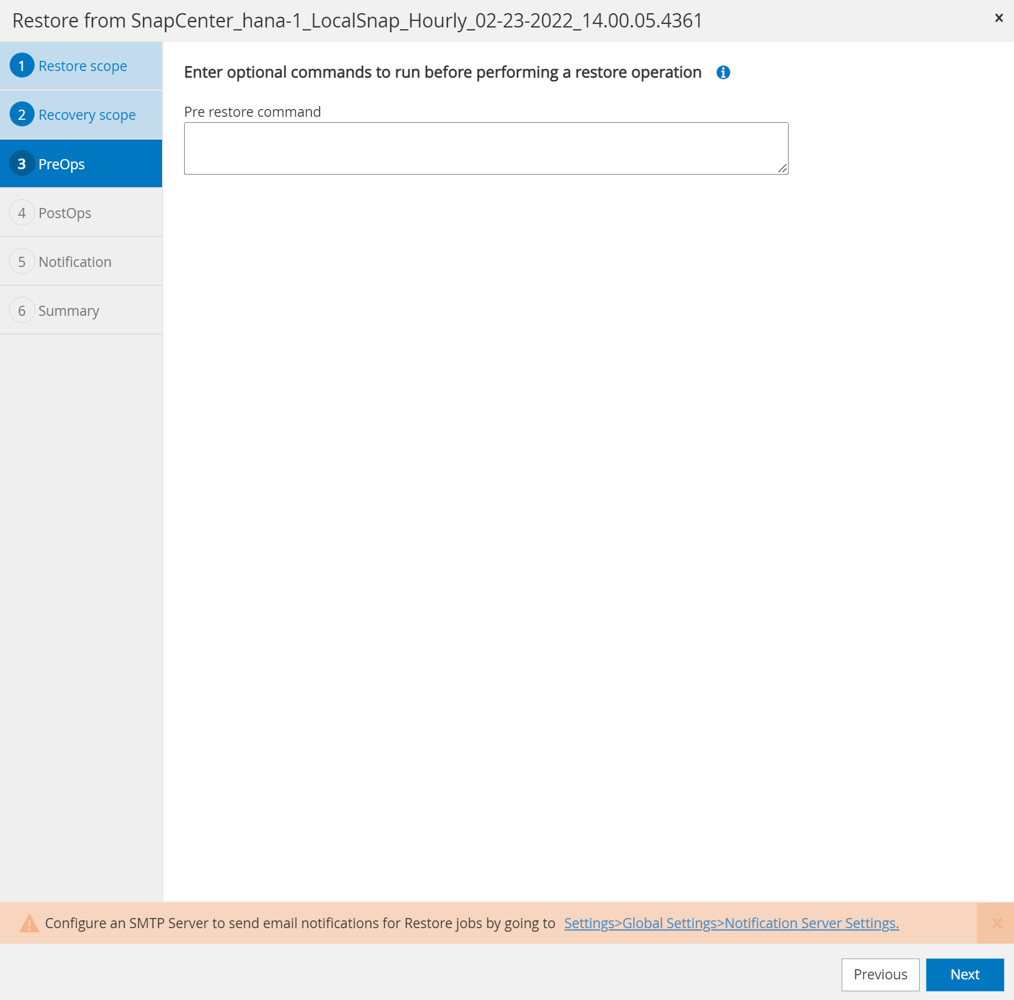 Restore from SnapCenter_hana-1_LocalSnap_Hourly_02-23-2022_14.00.05.4361
×
1 Restore scope
2 Recovery scope
3 PreOps
4 PostOps
5 Notification
6 Summary
Enter optional commands to run before performing a restore operation
Pre restore command
Configure an SMTP Server to send email notifications for Restore jobs by going to Settings>Global Settings>Notification Server Settings.
×
Previous
Next